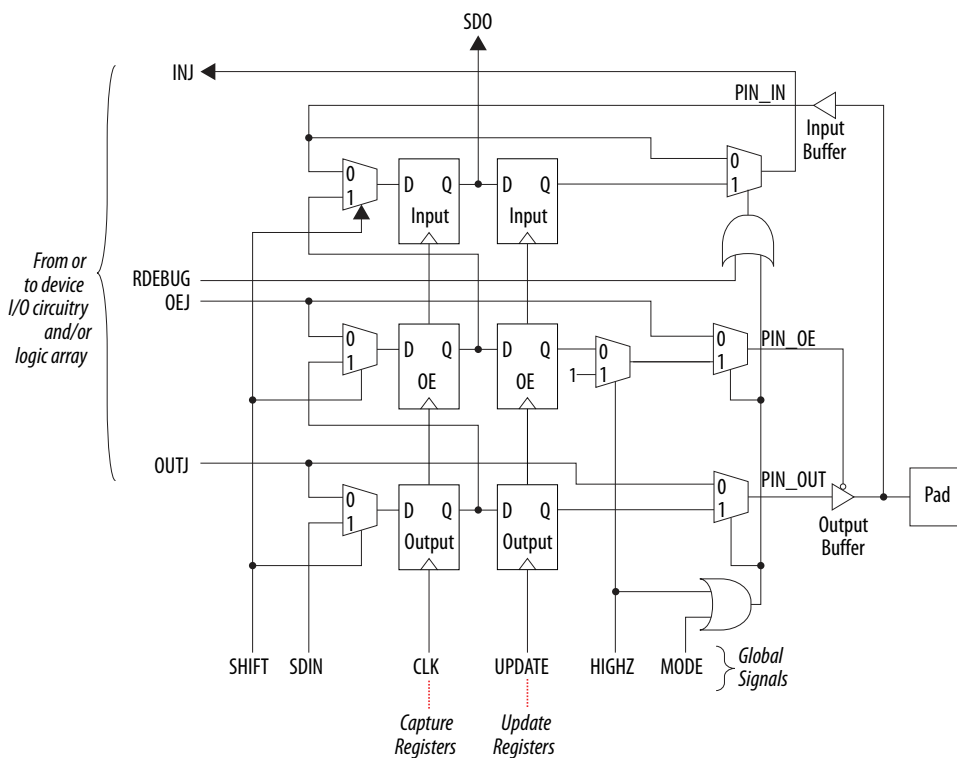 SDO
INJ
PIN_IN
Input
Buffer
0
1
D Q
Input
D Q
Input
0
1
From or
to device
I/O circuitry
and/or
logic array
RDEBUG
OEJ
0
1
D Q
OE
D Q
OE
0
1
1
0
1
PIN_OE
OUTJ
0
1
D Q
Output
D Q
Output
0
1
PIN_OUT
Output
Buffer
Pad
SHIFT
SDIN
CLK
UPDATE
HIGHZ
MODE
Global
Signals
Capture
Registers
Update
Registers